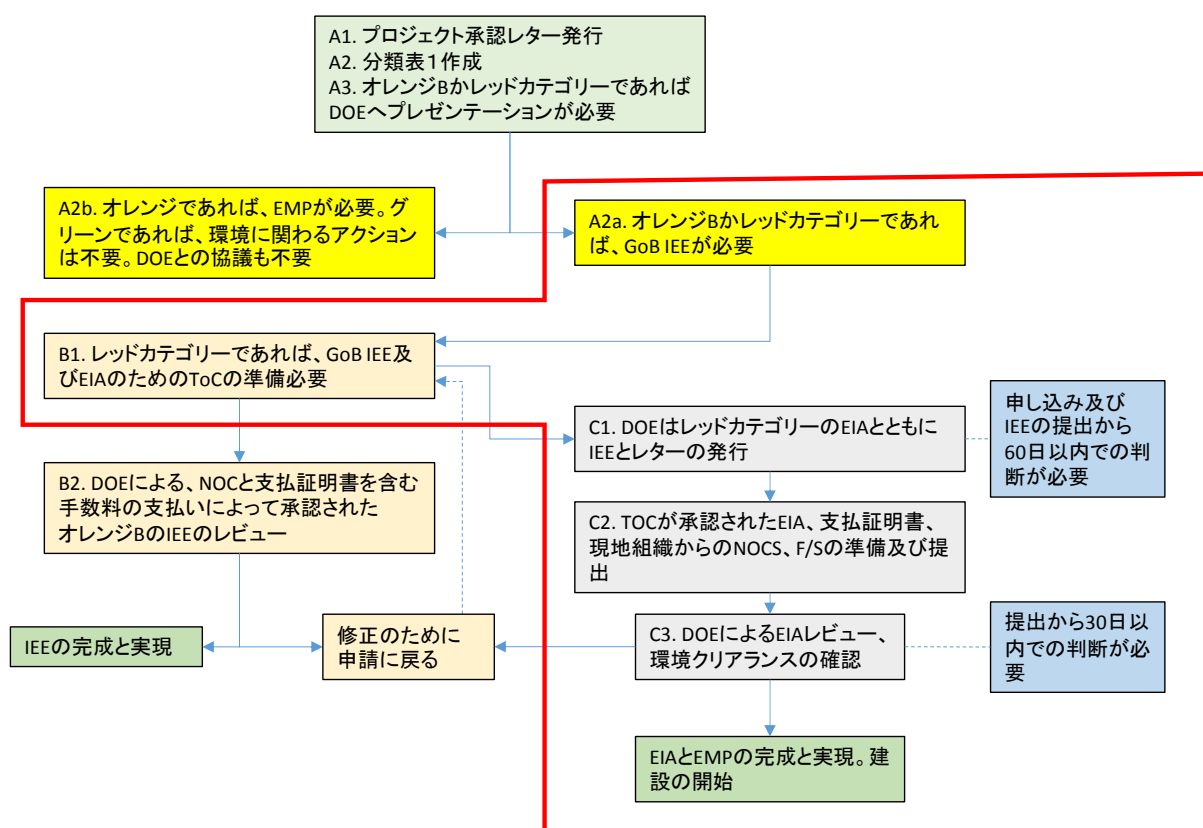 A1. プロジェクト承認レター発行
A2. 分類表１作成
A3. オレンジBかレッドカテゴリーであれば
DOEへプレゼンテーションが必要
A2b. オレンジであれば、EMPが必要。グ
リーンであれば、環境に関わるアクション
は不要。DOEとの協議も不要
A2a. オレンジBかレッドカテゴリーであれ
ば、GoB IEEが必要
B1. レッドカテゴリーであれば、GoB IEE及
びEIAのためのToCの準備必要
C1. DOEはレッドカテゴリーのEIAとともに
IEEとレターの発行
申し込み及び
IEEの提出から
60日以内での判
断が必要
B2. DOEによる、NOCと支払証明書を含む
手数料の支払いによって承認された
オレンジBのIEEのレビュー
C2. TOCが承認されたEIA、支払証明書、
現地組織からのNOCS、F/Sの準備及び提
出
IEEの完成と実現
修正のために
申請に戻る
C3. DOEによるEIAレビュー、
環境クリアランスの確認
提出から30日以
内での判断が必
要
EIAとEMPの完成と実現。建
設の開始